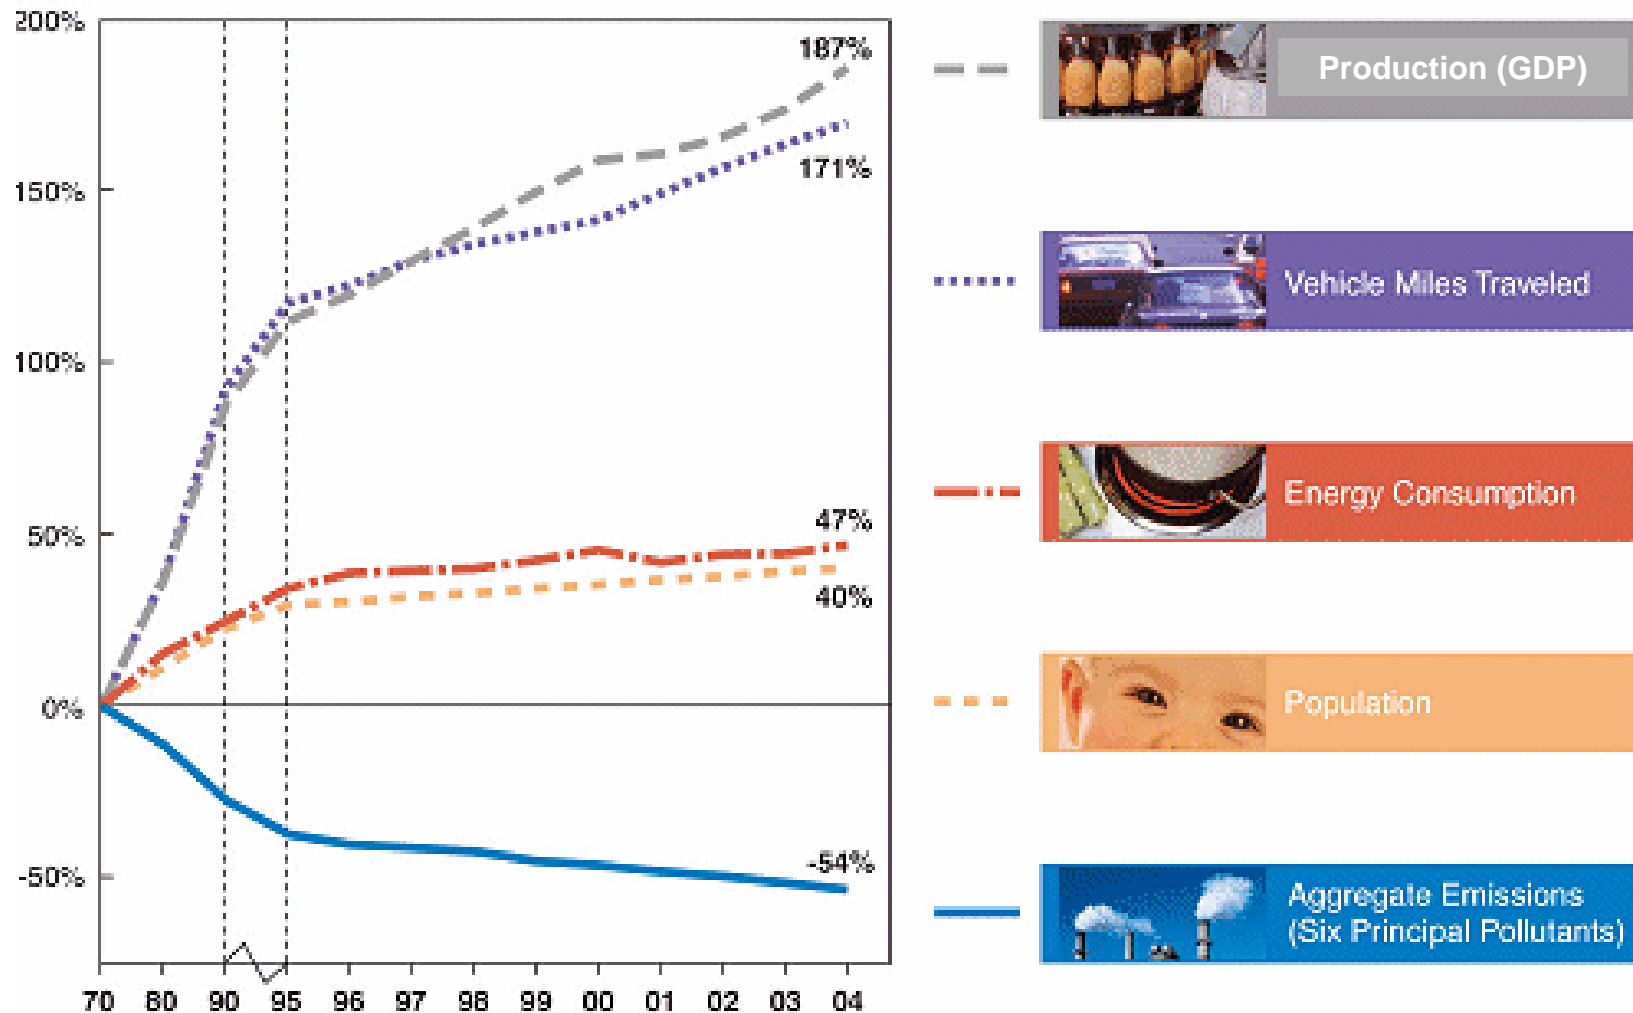 200%
150%
100%
50%
0%
-50%
187%
171%
47%
40%
-54%
70 80 90 95 96 97 98 99 00 01 02 03 04
Production (GDP)
Vehicle Miles Traveled
Energy Consumption
Population
Aggregate Emissions
(Six Principal Pollutants)